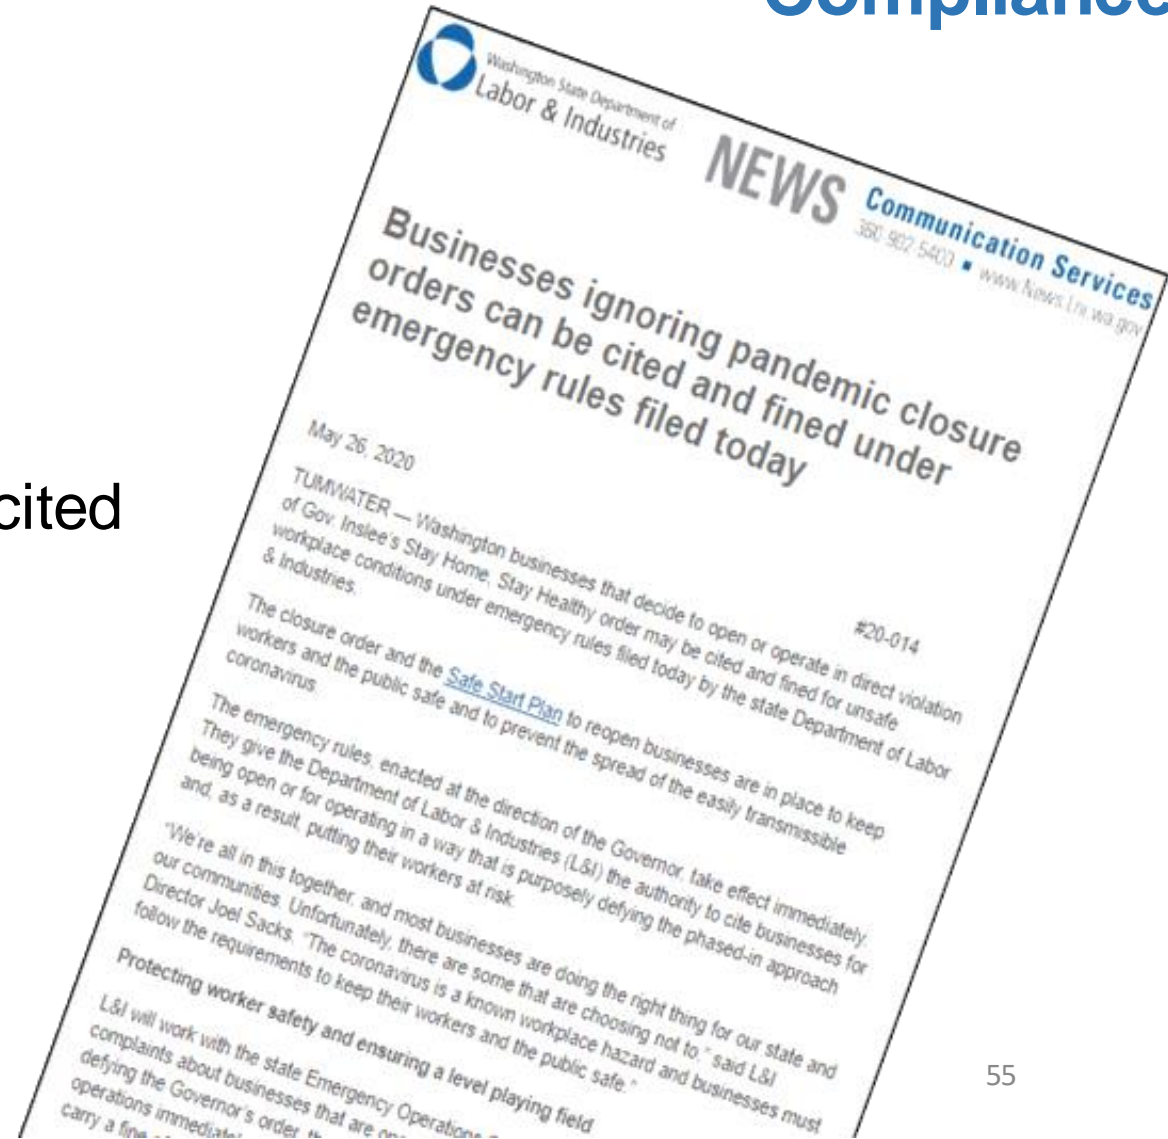 Compliance
cited
Washington State Department of
Labor & Industries
NEWS
Communication Services
360.902.5403 ▪ www.News.Lni.wa.gov
Businesses ignoring pandemic closure
orders can be cited and fined under
emergency rules filed today
May 26, 2020
#20-014
TUMWATER — Washington businesses that decide to open or operate in direct violation
of Gov. Inslee's Stay Home, Stay Healthy order may be cited and fined for unsafe
workplace conditions under emergency rules filed today by the state Department of Labor
& Industries.
The closure order and the Safe Start Plan to reopen businesses are in place to keep
workers and the public safe and to prevent the spread of the easily transmissible
coronavirus.
The emergency rules, enacted at the direction of the Governor, take effect immediately.
They give the Department of Labor & Industries (L&I) the authority to cite businesses for
being open or for operating in a way that is purposely defying the phased-in approach
and, as a result, putting their workers at risk.
"We're all in this together, and most businesses are doing the right thing for our state and
our communities. Unfortunately, there are some that are choosing not to," said L&I
Director Joel Sacks. "The coronavirus is a known workplace hazard and businesses must
follow the requirements to keep their workers and the public safe."
Protecting worker safety and ensuring a level playing field
L&I will work with the state Emergency Operations
complaints about businesses that are
defying the Governor's order,
operations immediately
carry a fine
55